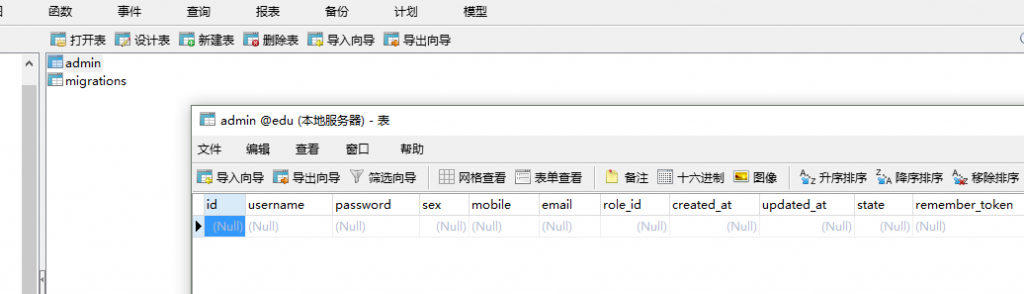 函数 事件 查询 报表 备份 计划 模型
打开表 设计表 新建表 删除表 导入向导 导出向导
admin
migrations
admin @edu (本地服务器) - 表
文件 编辑 查看 窗口 帮助
导入向导 导出向导 筛选向导 网格查看 表单查看 备注 十六进制 图像 升序排序 降序排序 移除排序
id username password sex mobile email role_id created_at updated_at state remember_token
(Null) (Null) (Null) (Null) (Null) (Null) (Null) (Null) (Null) (Null) (Null)